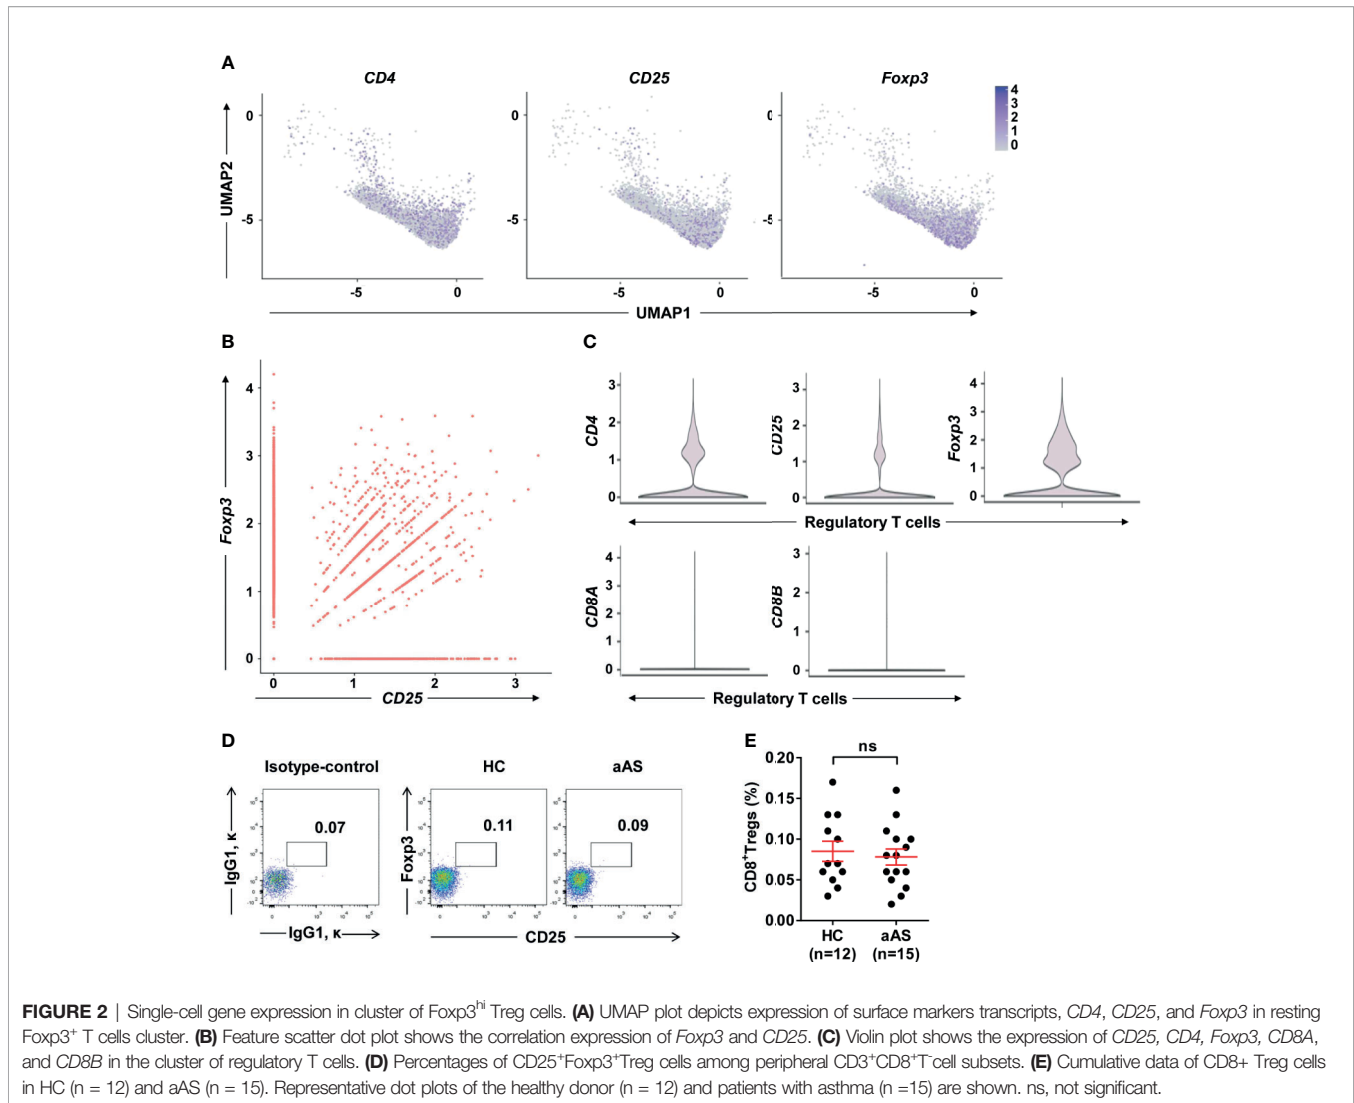 A
CD4
CD25
Foxp3
4
3
2
1
0
0
-5
0
-5
0
-5
UMAP2
-5
0
-5
0
-5
0
UMAP1
B
Foxp3
4
3
2
1
0
0
1
2
3
CD25
C
CD4
3
2
1
0
CD25
3
2
1
0
Foxp3
4
3
2
1
0
Regulatory T cells
CD8A
4
3
2
1
0
CD8B
3
2
1
0
Regulatory T cells
D
Isotype-control
HC
aAS
IgG1, κ
0.07
Foxp3
0.11
0.09
IgG1, κ
CD25
E
ns
CD8+Tregs (%)
0.20
0.15
0.10
0.05
0.00
HC
aAS
(n=12)
(n=15)
FIGURE 2 | Single-cell gene expression in cluster of Foxp3hi Treg cells. (A) UMAP plot depicts expression of surface markers transcripts, CD4, CD25, and Foxp3 in resting
Foxp3+ T cells cluster. (B) Feature scatter dot plot shows the correlation expression of Foxp3 and CD25. (C) Violin plot shows the expression of CD25, CD4, Foxp3, CD8A,
and CD8B in the cluster of regulatory T cells. (D) Percentages of CD25+Foxp3+Treg cells among peripheral CD3+CD8+T-cell subsets. (E) Cumulative data of CD8+ Treg cells
in HC (n = 12) and aAS (n = 15). Representative dot plots of the healthy donor (n = 12) and patients with asthma (n =15) are shown. ns, not significant.